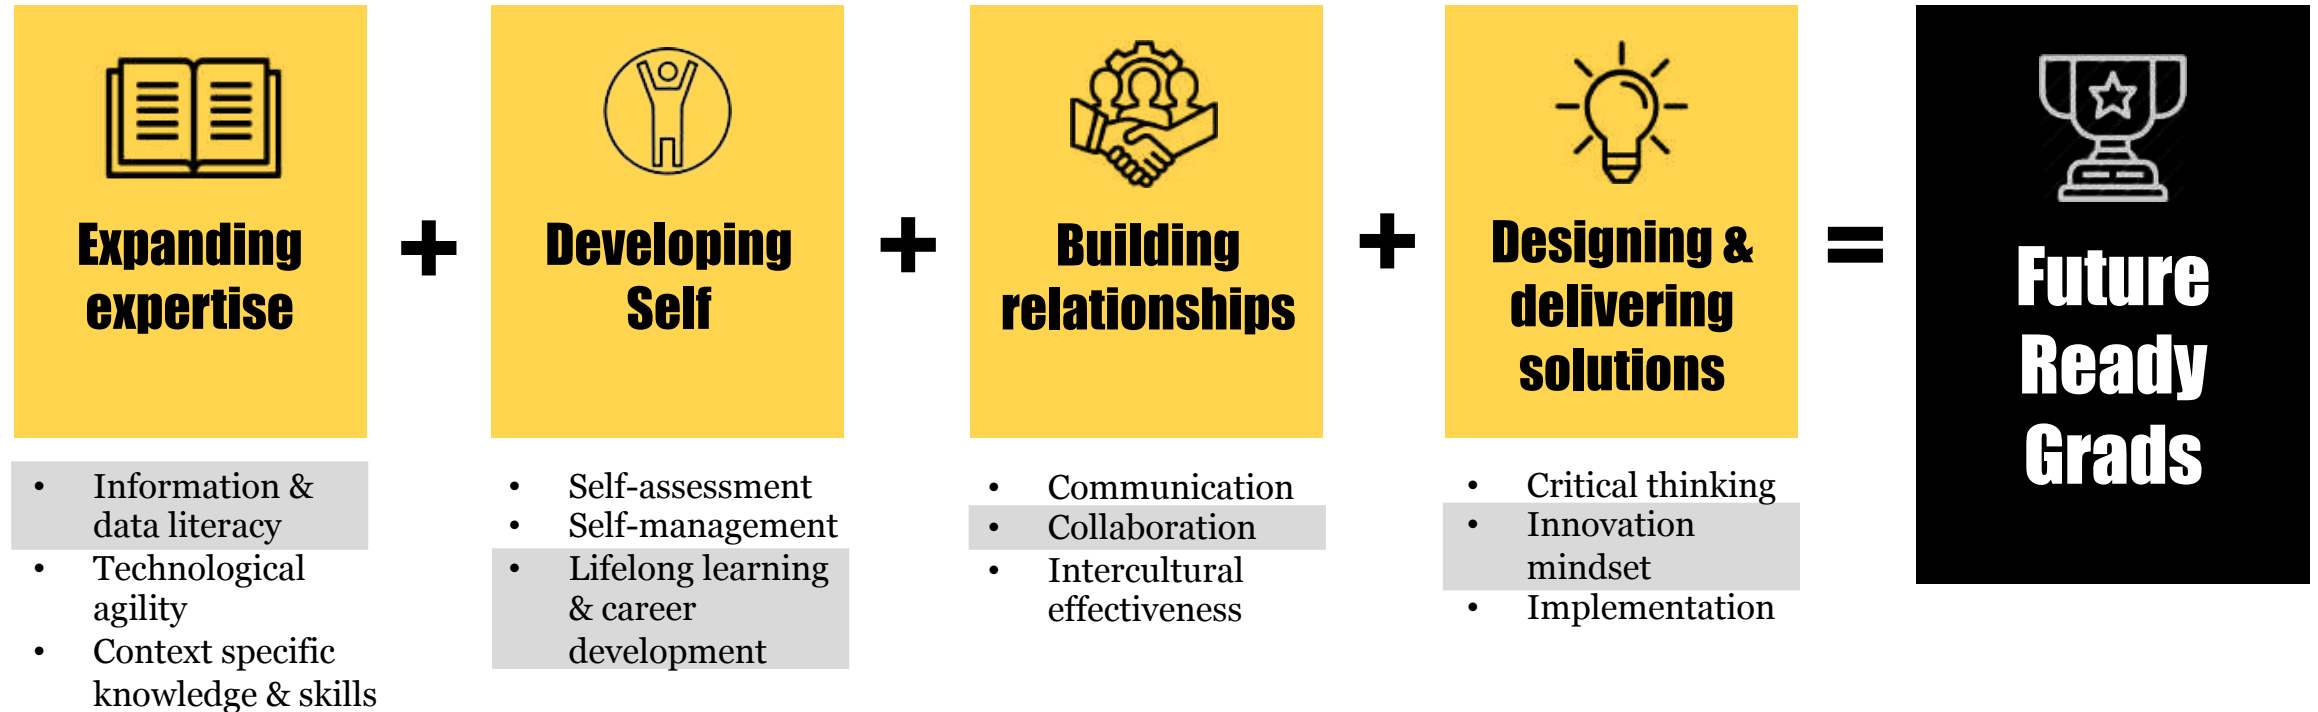 Expanding
expertise
+
Developing
Self
+
Building
relationships
+
Designing &
delivering
solutions
=
Future
Ready
Grads
• Information &
data literacy
• Technological
agility
• Context specific
knowledge & skills
• Self-assessment
• Self-management
• Lifelong learning
& career
development
• Communication
• Collaboration
• Intercultural
effectiveness
• Critical thinking
• Innovation
mindset
• Implementation